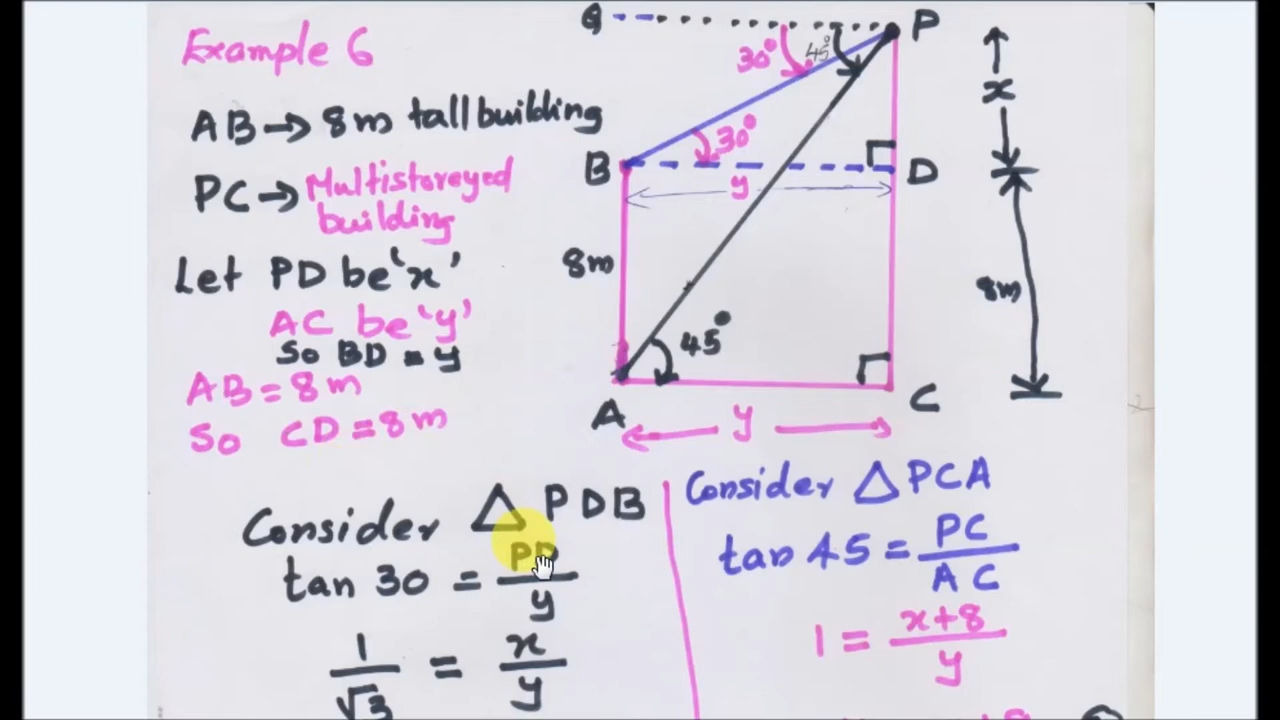 Example 6
AB → 8m tall building
PC → Multistoreyed
building
Let PD be 'x'
AC be 'y'
So BD = y
AB = 8m
So CD = 8m
G
P
30°
45°
x
B
30°
D
y
8m
8m
45°
A
C
y
Consider △ PDB
tan 30 = PD/y
1/√3 = x/y
Consider △ PCA
tan 45 = PC/AC
1 = x+8/y